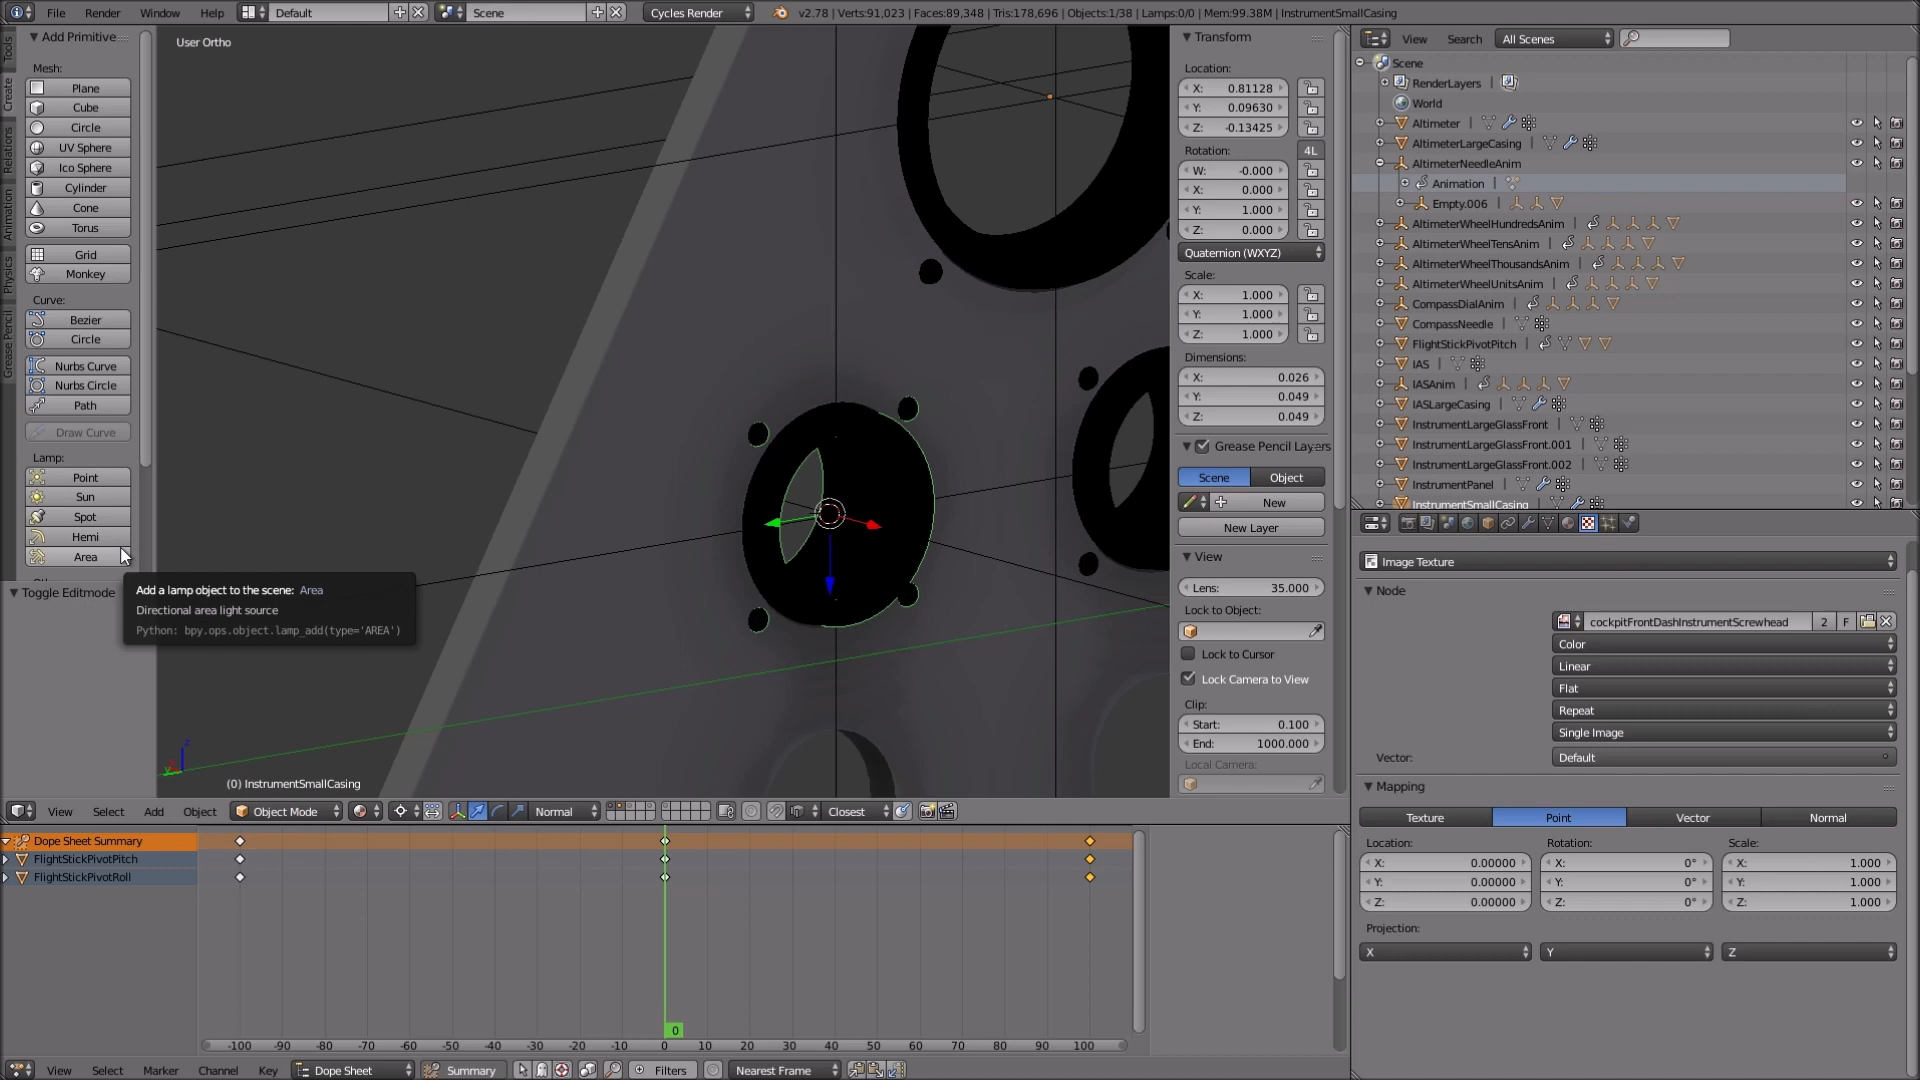 File Render Window Help Default Scene Cycles Render v2.78 | Verts:91,023 | Faces:89,348 | Tris:178,696 | Objects:1/38 | Lamps:0/0 | Mem:99.38M | InstrumentSmallCasing
Tools
Create
Relations
Animation
Physics
Grease Pencil
Add Primitive
Mesh:
Plane
Cube
Circle
UV Sphere
Ico Sphere
Cylinder
Cone
Torus
Grid
Monkey
Curve:
Bezier
Circle
Nurbs Curve
Nurbs Circle
Path
Draw Curve
Lamp:
Point
Sun
Spot
Hemi
Area
Toggle Editmode
Add a lamp object to the scene: Area
Directional area light source
Python: bpy.ops.object.lamp_add(type='AREA')
User Ortho
(0) InstrumentSmallCasing
Transform
Location:
X: 0.81128
Y: 0.09630
Z: -0.13425
Rotation: 4L
W: -0.000
X: 0.000
Y: 1.000
Z: 0.000
Quaternion (WXYZ)
Scale:
X: 1.000
Y: 1.000
Z: 1.000
Dimensions:
X: 0.026
Y: 0.049
Z: 0.049
Grease Pencil Layers
Scene Object
New
New Layer
View
Lens: 35.000
Lock to Object:
Lock to Cursor
Lock Camera to View
Clip:
Start: 0.100
End: 1000.000
Local Camera:
View Search All Scenes
Scene
RenderLayers |
World
Altimeter |
AltimeterLargeCasing |
AltimeterNeedleAnim
Animation |
Empty.006 |
AltimeterWheelHundredsAnim |
AltimeterWheelTensAnim |
AltimeterWheelThousandsAnim |
AltimeterWheelUnitsAnim |
CompassDialAnim |
CompassNeedle |
FlightStickPivotPitch |
IAS |
IASAnim |
IASLargeCasing |
InstrumentLargeGlassFront |
InstrumentLargeGlassFront.001 |
InstrumentLargeGlassFront.002 |
InstrumentPanel |
InstrumentSmallCasing |
Image Texture
Node
cockpitFrontDashInstrumentScrewhead 2 F
Color
Linear
Flat
Repeat
Single Image
Vector: Default
Mapping
Texture Point Vector Normal
Location: Rotation: Scale:
X: 0.00000 X: 0° X: 1.000
Y: 0.00000 Y: 0° Y: 1.000
Z: 0.00000 Z: 0° Z: 1.000
Projection:
X Y Z
View Select Add Object Object Mode Normal Closest
Dope Sheet Summary
FlightStickPivotPitch
FlightStickPivotRoll
0
-100 -90 -80 -70 -60 -50 -40 -30 -20 -10 0 10 20 30 40 50 60 70 80 90 100
View Select Marker Channel Key Dope Sheet Summary Filters Nearest Frame